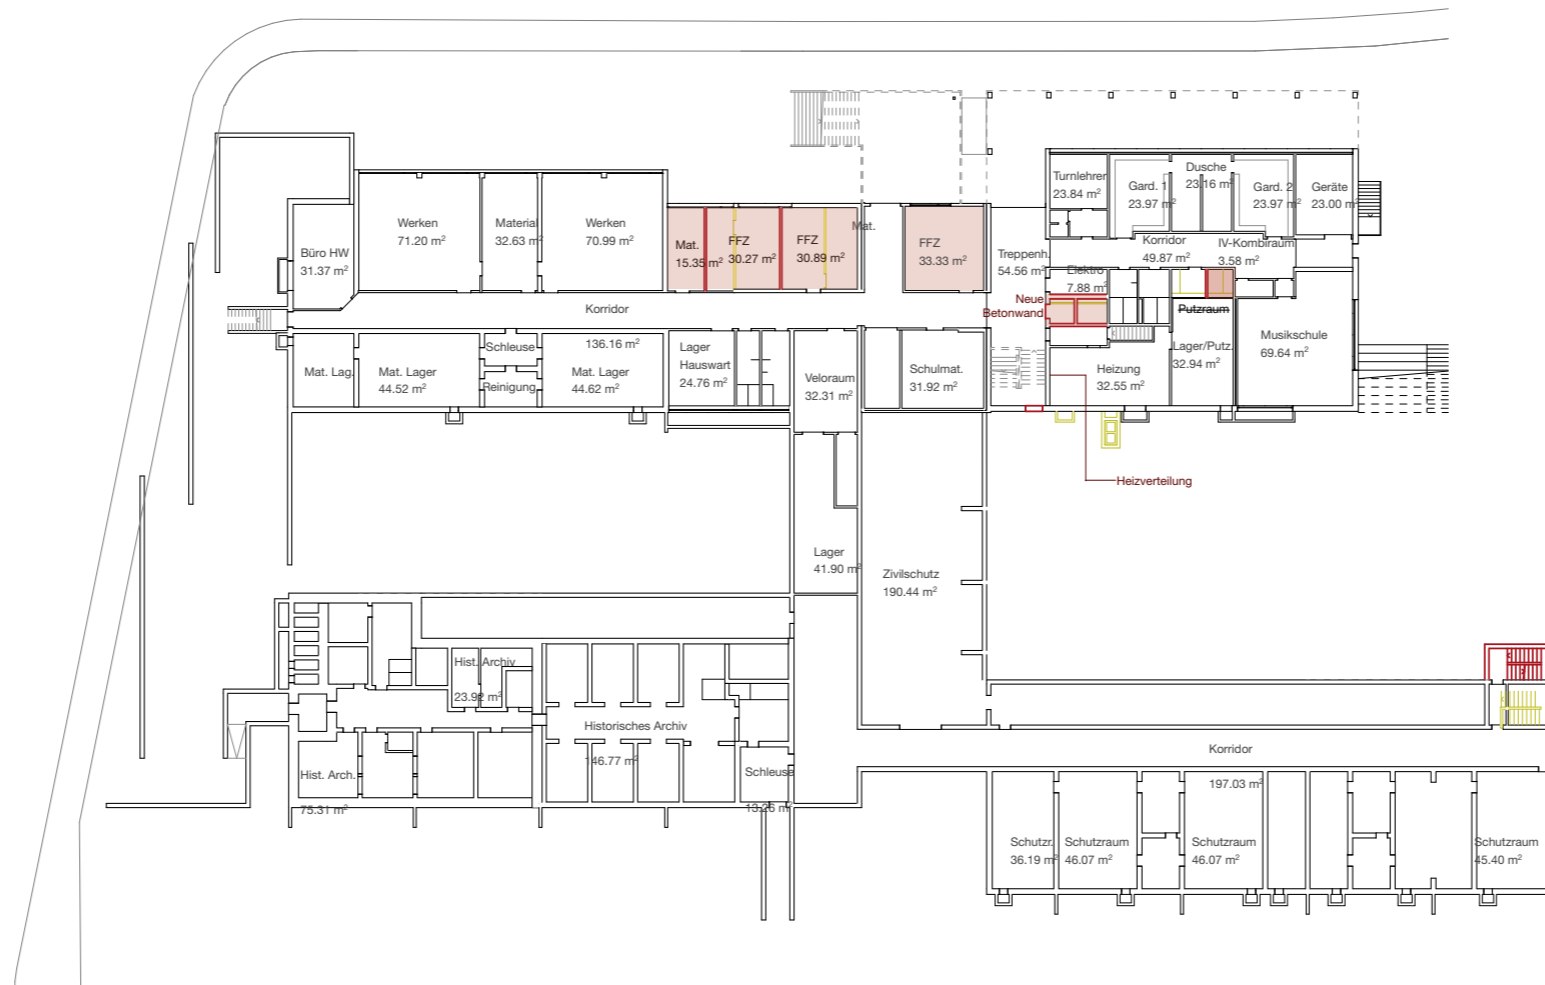 Werken
71.20 m²
Material
32.63 m²
Werken
70.99 m²
Büro HW
31.37 m²
Mat.
15.35 m²
FFZ
30.27 m²
FFZ
30.89 m²
Mat.
FFZ
33.33 m²
Turnlehrer
23.84 m²
Gard. 1
23.97 m²
Dusche
23.16 m²
Gard. 2
23.97 m²
Geräte
23.00 m²
Treppenh.
54.56 m²
Korridor
49.87 m²
IV-Kombiraum
3.58 m²
Elektro
7.88 m²
Neue
Betonwand
Putzraum
Korridor
136.16 m²
Mat. Lag.
Mat. Lager
44.52 m²
Schleuse
Reinigung
Mat. Lager
44.62 m²
Lager
Hauswart
24.76 m²
Veloraum
32.31 m²
Schulmat.
31.92 m²
Heizung
32.55 m²
Lager/Putz.
32.94 m²
Musikschule
69.64 m²
Heizverteilung
Lager
41.90 m²
Zivilschutz
190.44 m²
Hist. Archiv
23.92 m²
Historisches Archiv
146.77 m²
Hist. Arch.
75.31 m²
Schleuse
13.26 m²
Korridor
197.03 m²
Schutzr.
36.19 m²
Schutzraum
46.07 m²
Schutzraum
46.07 m²
Schutzraum
45.40 m²